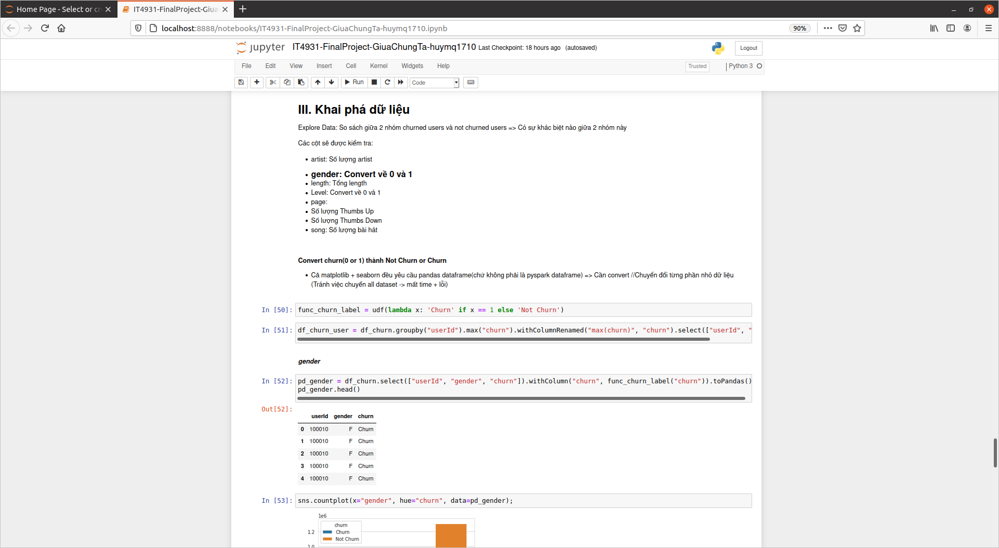 Home Page - Select or cr
IT4931-FinalProject-Giua
localhost:8888/notebooks/IT4931-FinalProject-GiuaChungTa-huymq1710.ipynb
90%
jupyter IT4931-FinalProject-GiuaChungTa-huymq1710 Last Checkpoint: 18 hours ago (autosaved)
Logout
File Edit View Insert Cell Kernel Widgets Help
Trusted Python 3
Run Code
III. Khai phá dữ liệu
Explore Data: So sách giữa 2 nhóm churned users và not churned users => Có sự khác biệt nào giữa 2 nhóm này
Các cột sẽ được kiểm tra:
artist: Số lượng artist
gender: Convert về 0 và 1
length: Tổng length
Level: Convert về 0 và 1
page:
Số lượng Thumbs Up
Số lượng Thumbs Down
song: Số lượng bài hát
Convert churn(0 or 1) thành Not Churn or Churn
Cả matplotlib + seaborn đều yêu cầu pandas dataframe(chứ không phải là pyspark dataframe) => Cần convert //Chuyển đổi từng phần nhỏ dữ liệu
(Tránh việc chuyển all dataset -> mất time + lỗi)
In [50]: func_churn_label = udf(lambda x: 'Churn' if x == 1 else 'Not Churn')
In [51]: df_churn_user = df_churn.groupby("userId").max("churn").withColumnRenamed("max(churn)", "churn").select(["userId", "
gender
In [52]: pd_gender = df_churn.select(["userId", "gender", "churn"]).withColumn("churn", func_churn_label("churn")).toPandas()
pd_gender.head()
Out[52]:
userId gender churn
0 100010 F Churn
1 100010 F Churn
2 100010 F Churn
3 100010 F Churn
4 100010 F Churn
In [53]: sns.countplot(x="gender", hue="churn", data=pd_gender);
1e6
churn
Churn
Not Churn
1.2
1.0